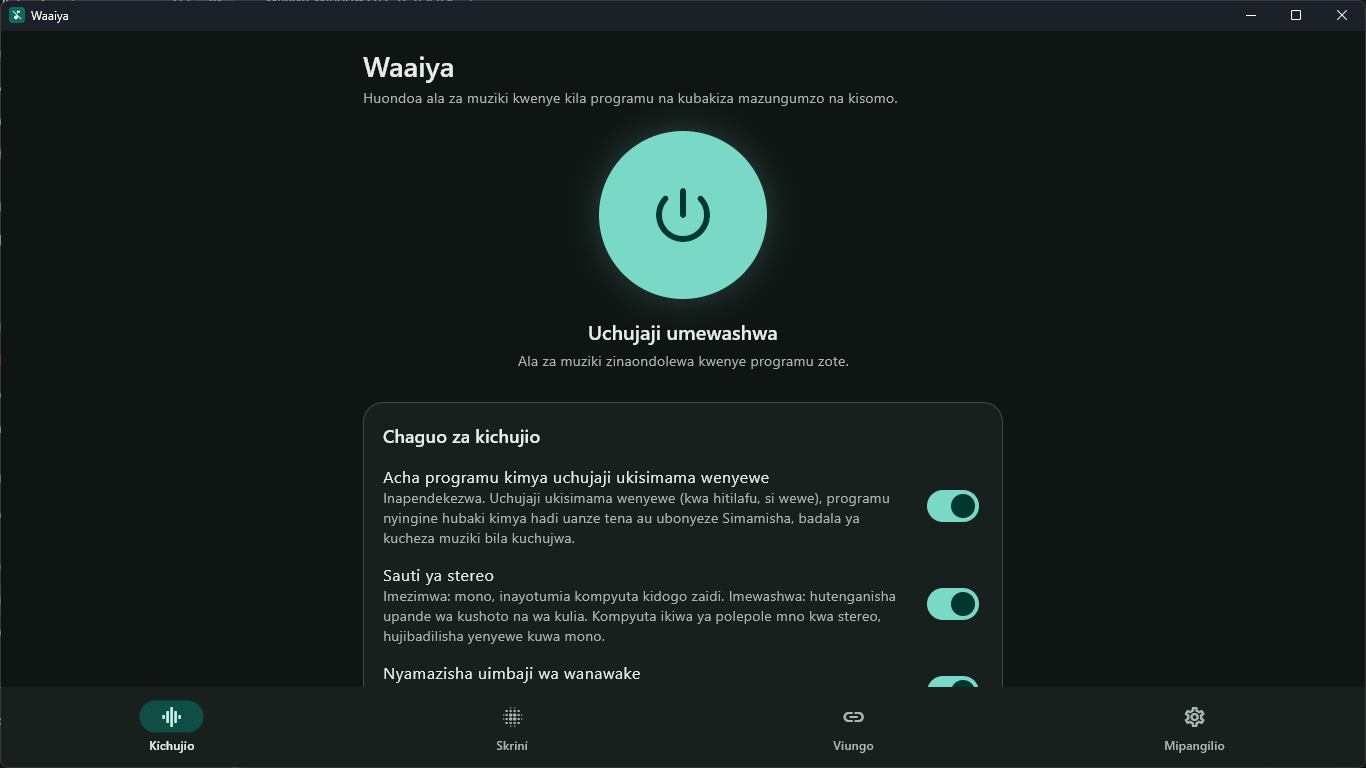 Waaiya
Waaiya
Huondoa ala za muziki kwenye kila programu na kubakiza mazungumzo na kisomo.
Uchujaji umewashwa
Ala za muziki zinaondolewa kwenye programu zote.
Chaguo za kichujio
Acha programu kimya uchujaji ukisimama wenyewe
Inapendekezwa. Uchujaji ukisimama wenyewe (kwa hitilafu, si wewe), programu
nyingine hubaki kimya hadi uanze tena au ubonyeze Simamisha, badala ya
kucheza muziki bila kuchujwa.
Sauti ya stereo
Imezimwa: mono, inayotumia kompyuta kidogo zaidi. Imewashwa: hutenganisha
upande wa kushoto na wa kulia. Kompyuta ikiwa ya polepole mno kwa stereo,
hujibadilisha yenyewe kuwa mono.
Nyamazisha uimbaji wa wanawake
Kichujio
Skrini
Viungo
Mipangilio